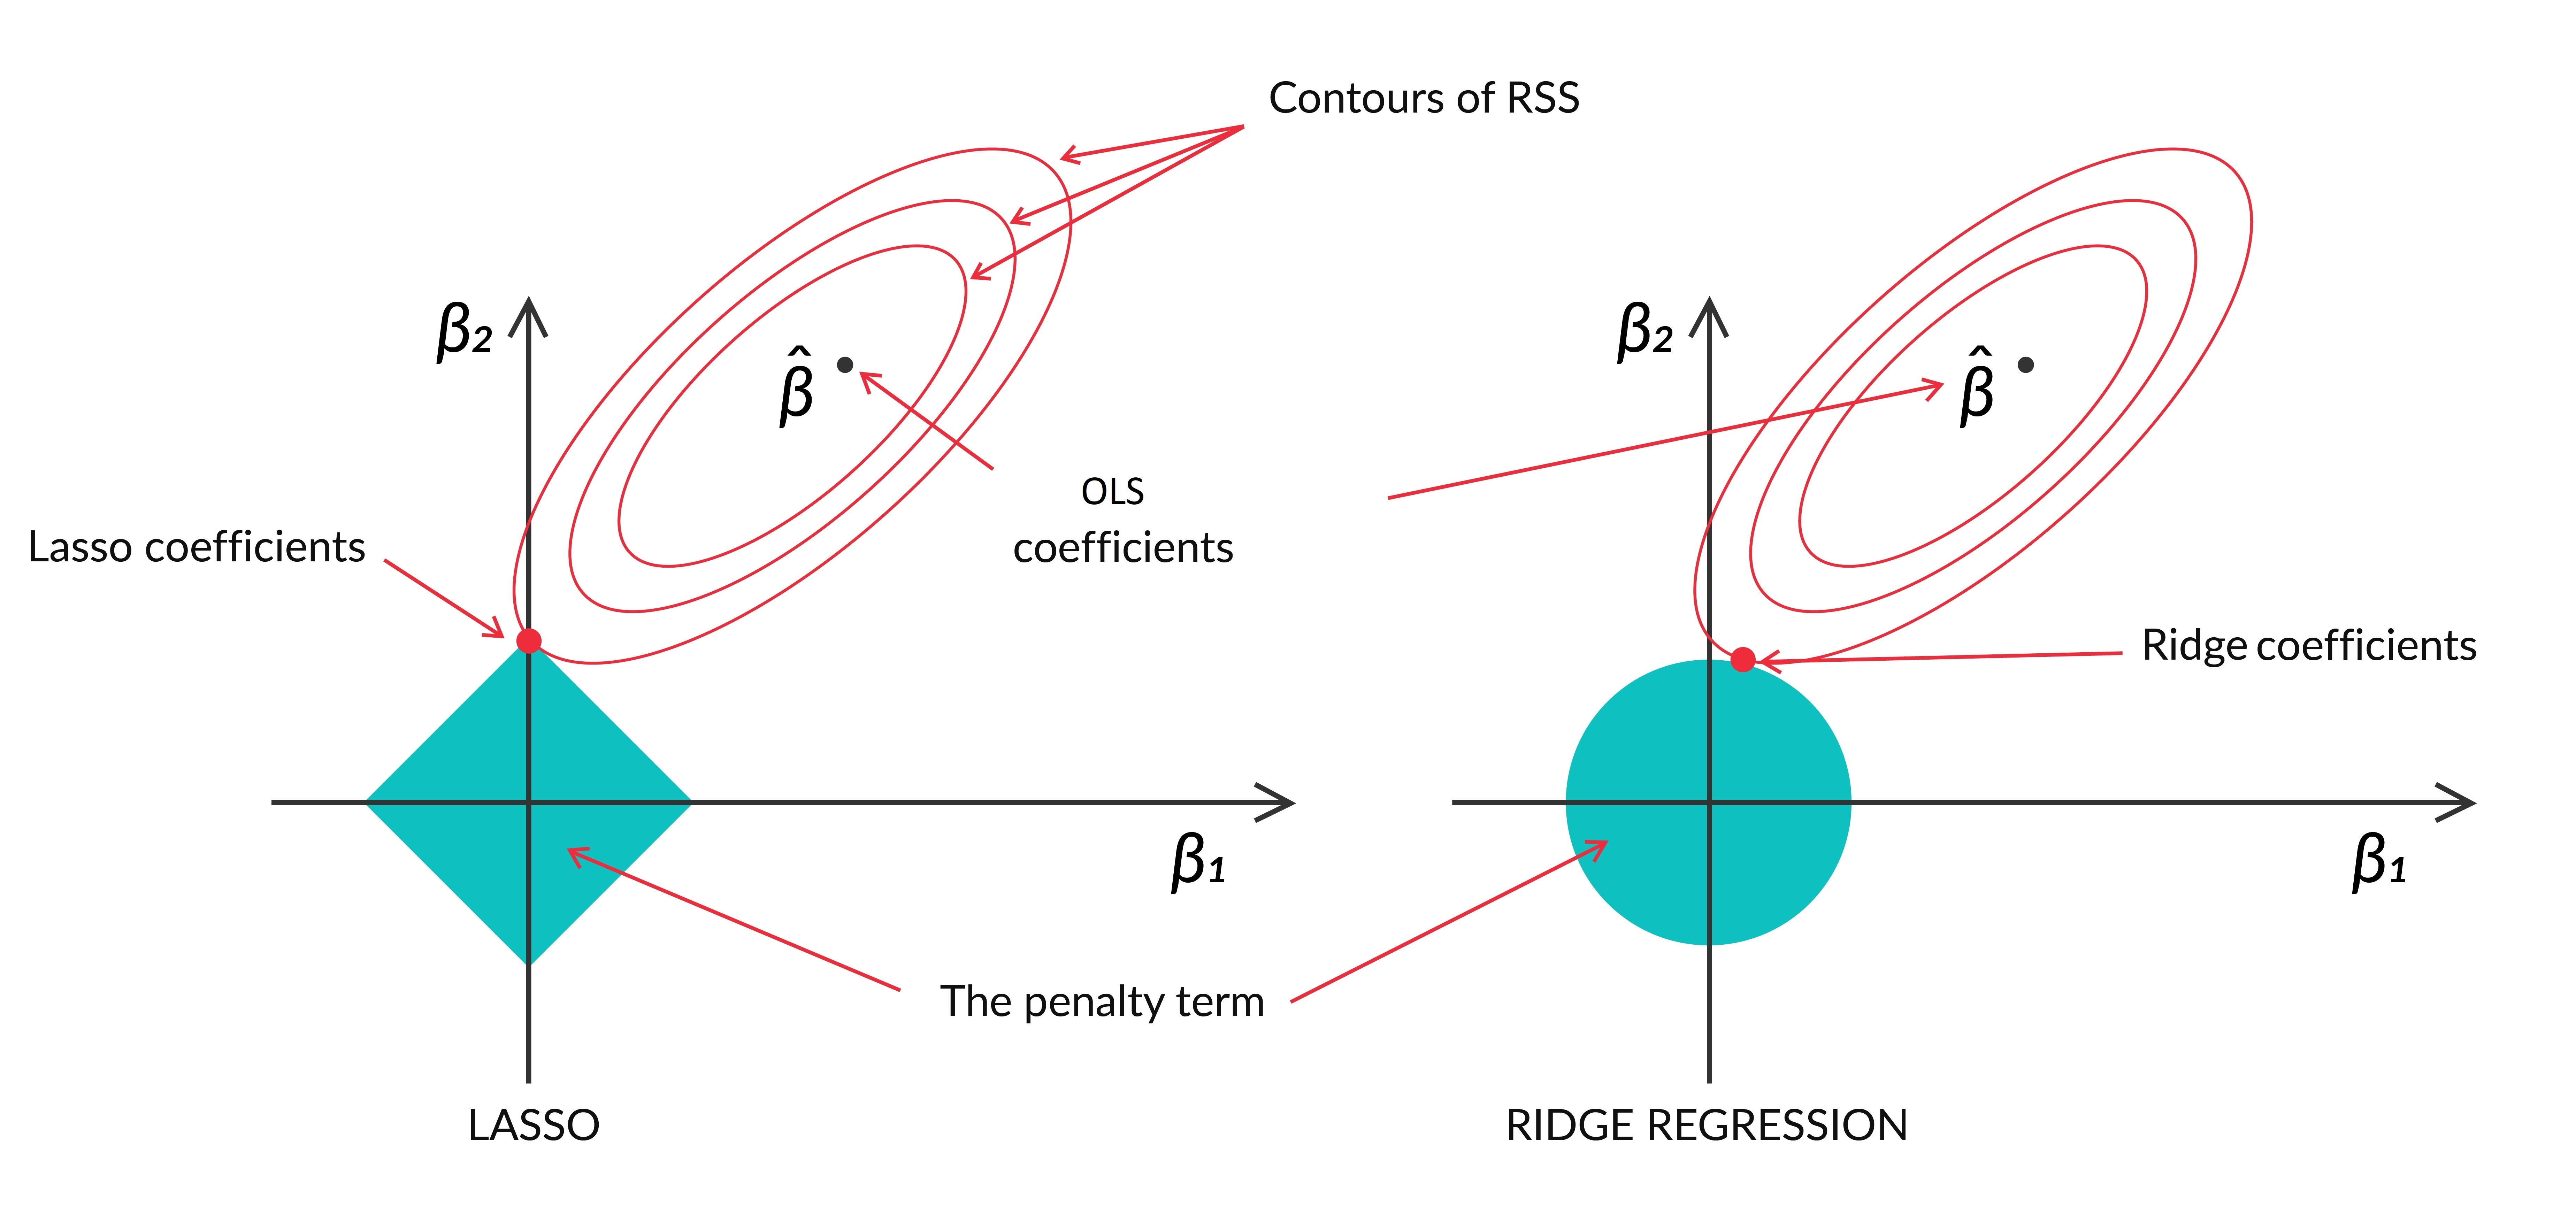 Contours of RSS
β₂
β̂
OLS
coefficients
Lasso coefficients
β₁
β₂
β̂
Ridge coefficients
β₁
The penalty term
LASSO
RIDGE REGRESSION